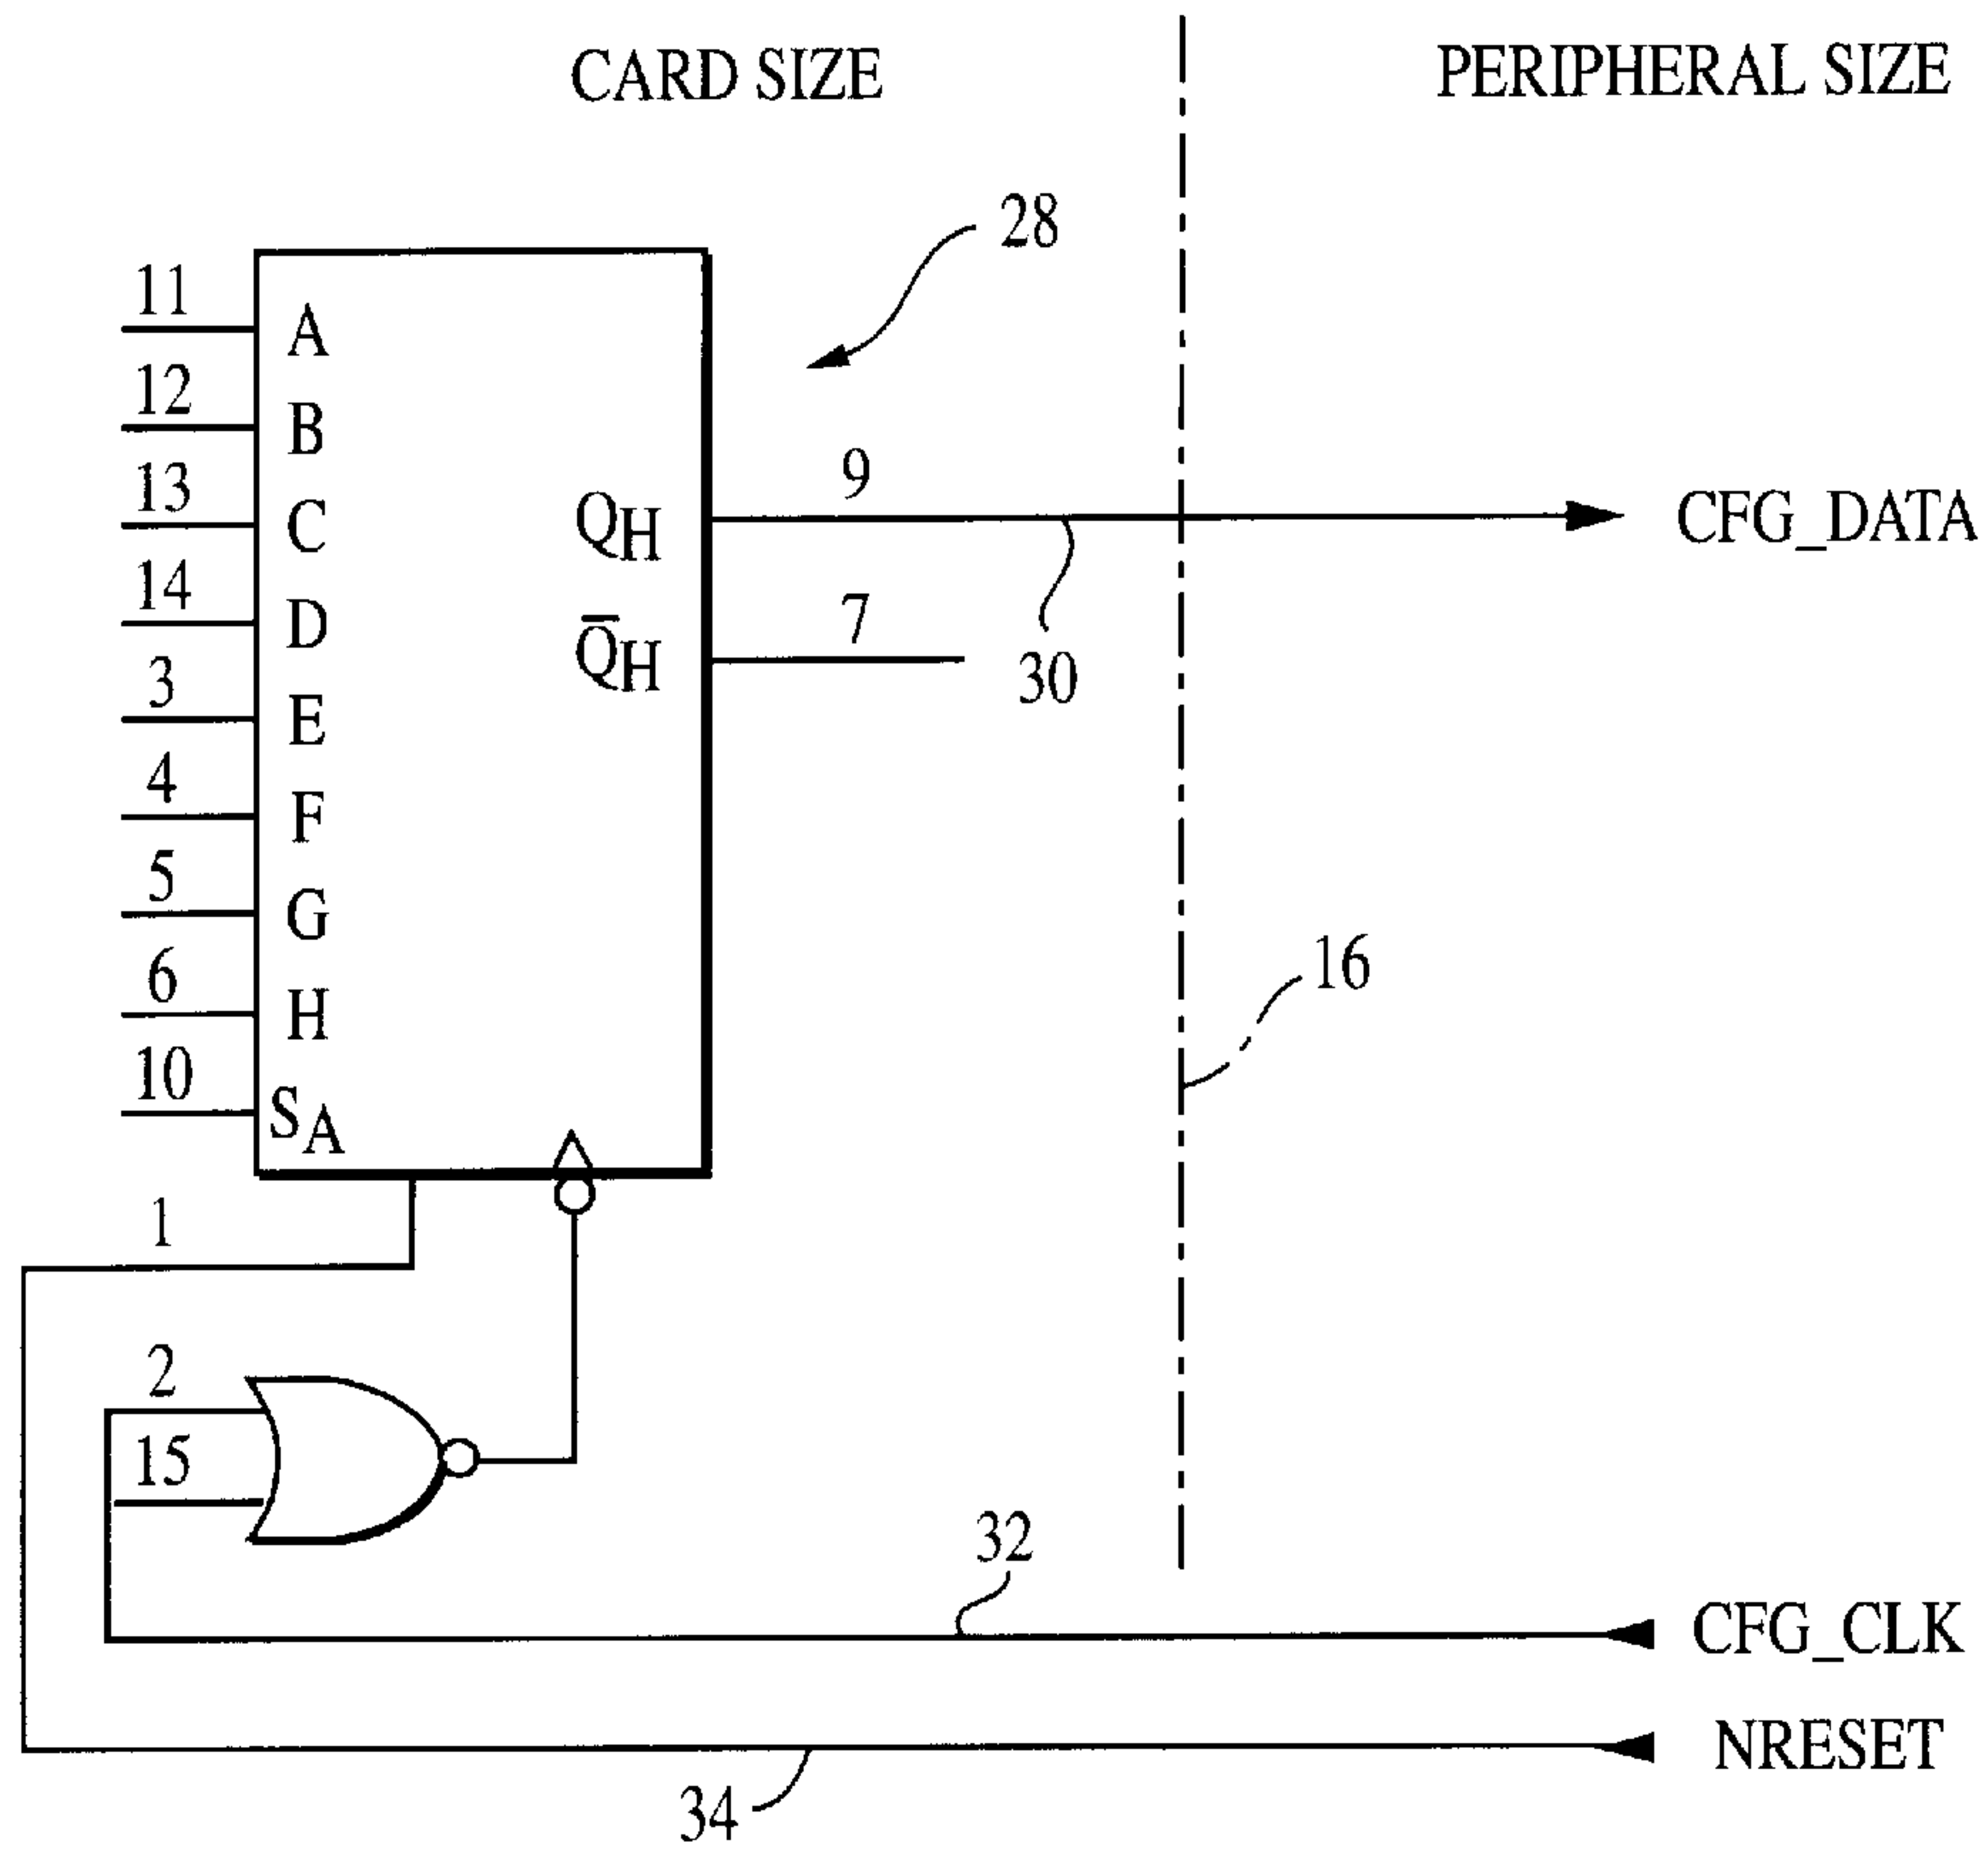 CARD SIZE
PERIPHERAL SIZE
28
11
A
12
B
13
C
14
D
3
E
4
F
5
G
6
H
10
SA
QH
9
CFG_DATA
Q̅H
7
30
16
1
2
15
32
CFG_CLK
NRESET
34